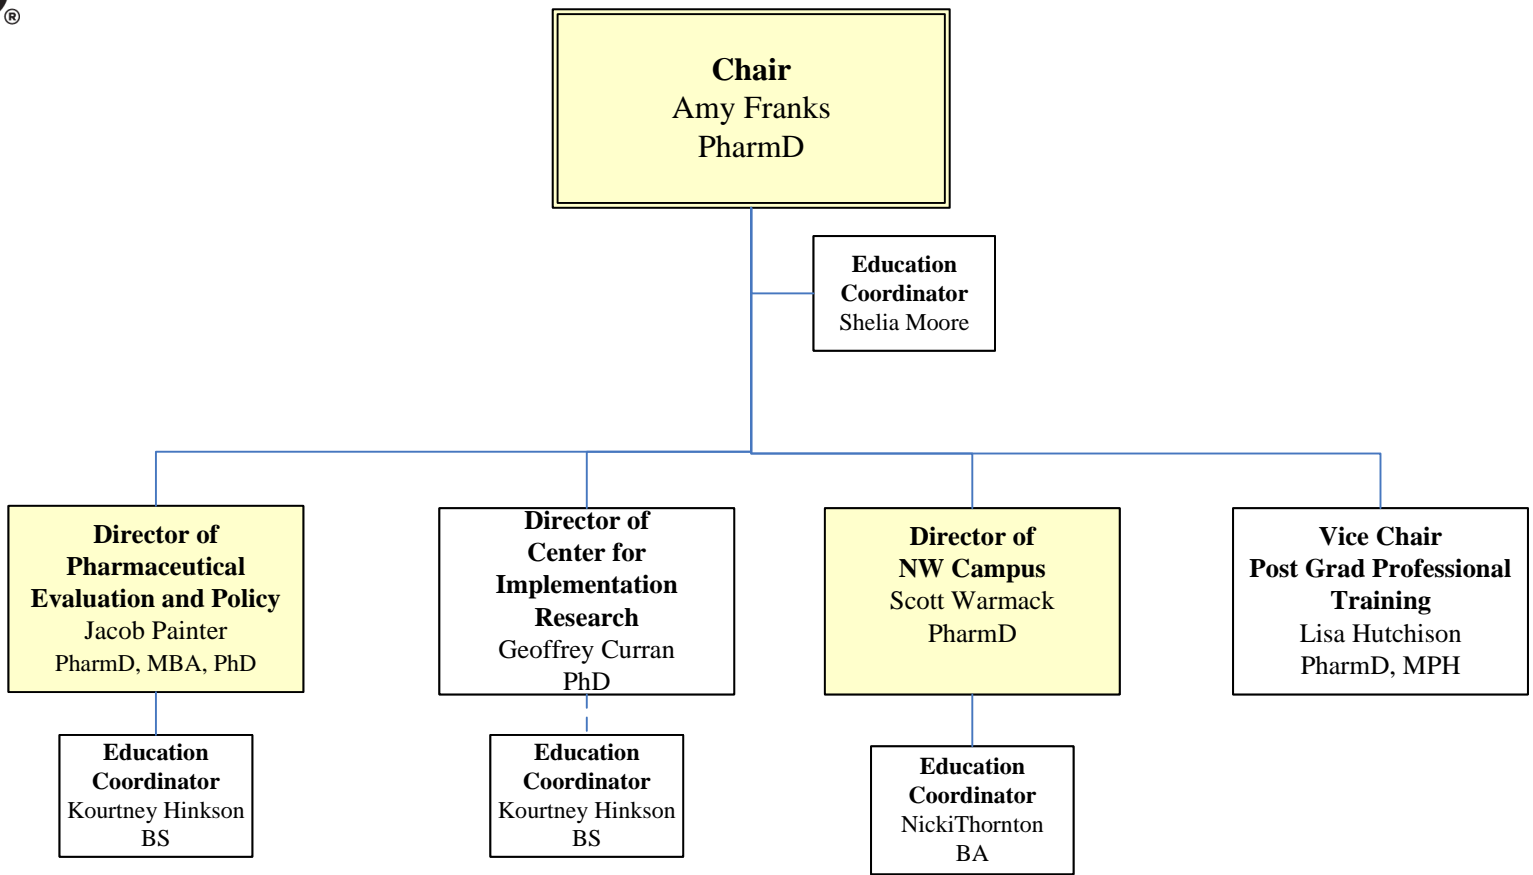 ®
Chair
Amy Franks
PharmD
Education
Coordinator
Shelia Moore
Director of
Pharmaceutical
Evaluation and Policy
Jacob Painter
PharmD, MBA, PhD
Director of
Center for
Implementation
Research
Geoffrey Curran
PhD
Director of
NW Campus
Scott Warmack
PharmD
Vice Chair
Post Grad Professional
Training
Lisa Hutchison
PharmD, MPH
Education
Coordinator
Kourtney Hinkson
BS
Education
Coordinator
Kourtney Hinkson
BS
Education
Coordinator
NickiThornton
BA